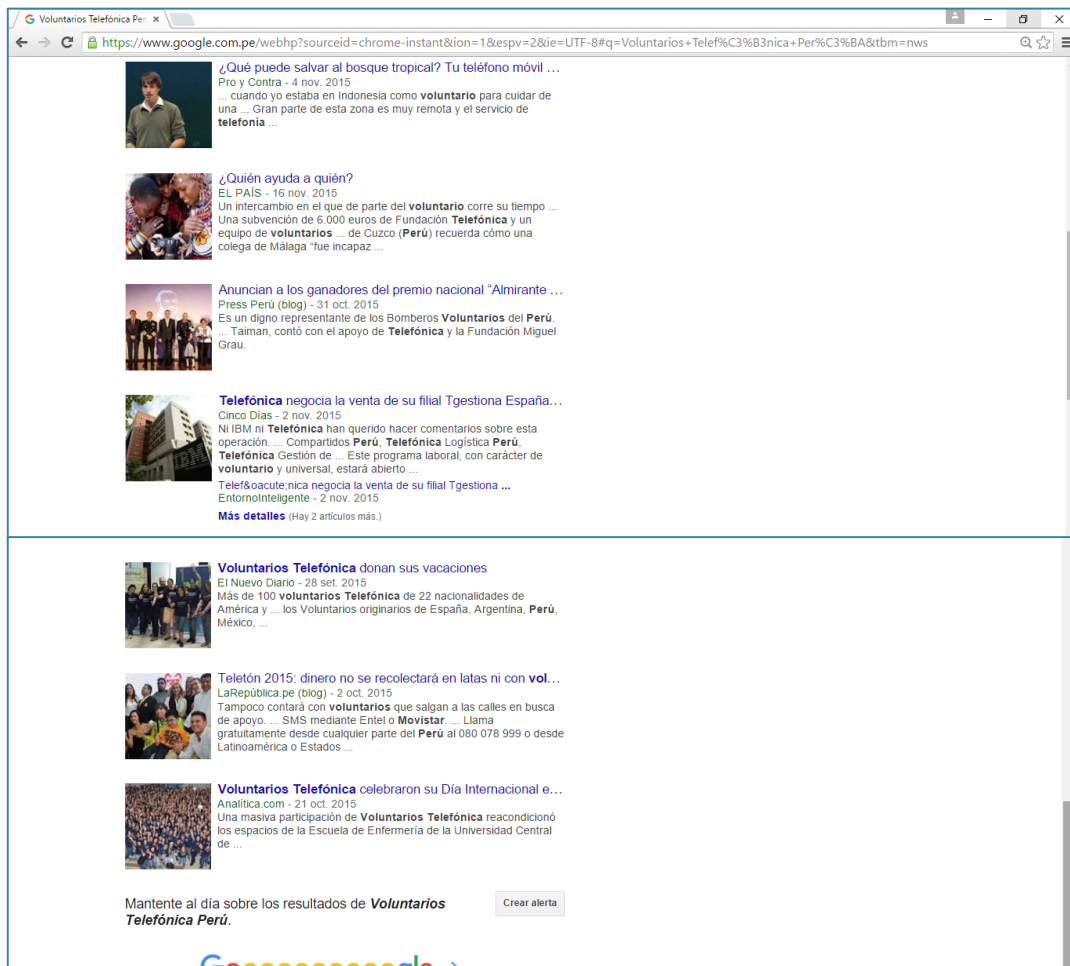 Voluntarios Telefónica Per
https://www.google.com.pe/webhp?sourceid=chrome-instant&ion=1&espv=2&ie=UTF-8#q=Voluntarios+Telef%C3%B3nica+Per%C3%BA&tbm=nws
¿Qué puede salvar al bosque tropical? Tu teléfono móvil ...
Pro y Contra - 4 nov. 2015
... cuando yo estaba en Indonesia como voluntario para cuidar de
una ... Gran parte de esta zona es muy remota y el servicio de
telefonía ...
¿Quién ayuda a quién?
EL PAÍS - 16 nov. 2015
Un intercambio en el que de parte del voluntario corre su tiempo ...
Una subvención de 6.000 euros de Fundación Telefónica y un
equipo de voluntarios ... de Cuzco (Perú) recuerda cómo una
colega de Málaga “fue incapaz ...
Anuncian a los ganadores del premio nacional “Almirante ...
Press Perú (blog) - 31 oct. 2015
Es un digno representante de los Bomberos Voluntarios del Perú.
... Taiman, contó con el apoyo de Telefónica y la Fundación Miguel
Grau.
Telefónica negocia la venta de su filial Tgestiona España...
Cinco Días - 2 nov. 2015
Ni IBM ni Telefónica han querido hacer comentarios sobre esta
operación. ... Compartidos Perú, Telefónica Logística Perú,
Telefónica Gestión de ... Este programa laboral, con carácter de
voluntario y universal, estará abierto ...
Telef&oacute;nica negocia la venta de su filial Tgestiona ...
EntornoInteligente - 2 nov. 2015
Más detalles (Hay 2 artículos más.)
IBM
Voluntarios Telefónica donan sus vacaciones
El Nuevo Diario - 28 set. 2015
Más de 100 voluntarios Telefónica de 22 nacionalidades de
América y ... los Voluntarios originarios de España, Argentina, Perú,
México, ...
Teletón 2015: dinero no se recolectará en latas ni con vol...
LaRepública.pe (blog) - 2 oct. 2015
Tampoco contará con voluntarios que salgan a las calles en busca
de apoyo. ... SMS mediante Entel o Movistar. ... Llama
gratuitamente desde cualquier parte del Perú al 080 078 999 o desde
Latinoamérica o Estados ...
Voluntarios Telefónica celebraron su Día Internacional e...
Analítica.com - 21 oct. 2015
Una masiva participación de Voluntarios Telefónica reacondicionó
los espacios de la Escuela de Enfermería de la Universidad Central
de ...
Mantente al día sobre los resultados de Voluntarios
Telefónica Perú.
Crear alerta
Goooooooooogle